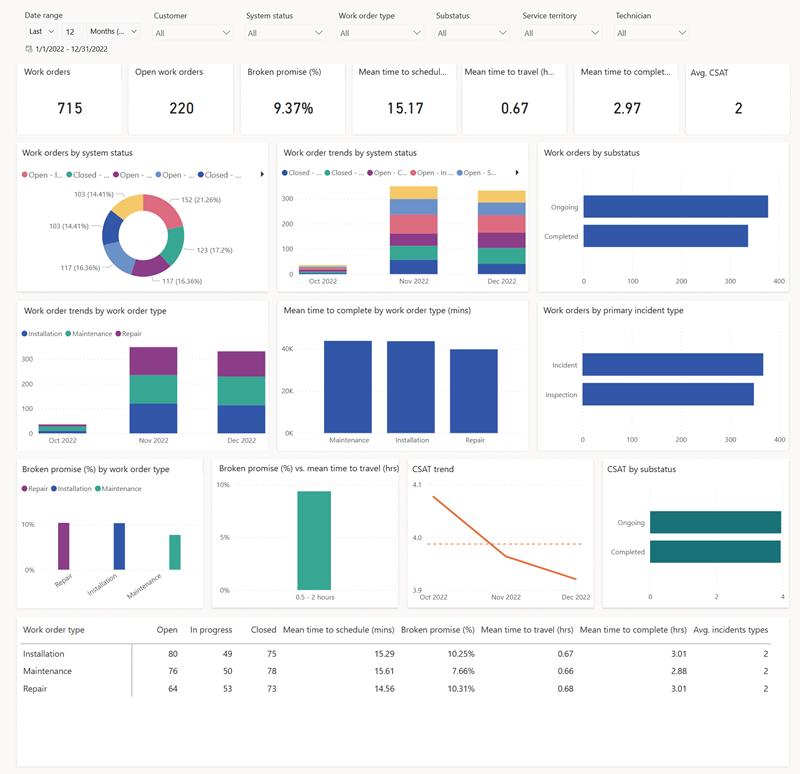 Date range
Last 12 Months (...
1/1/2022 - 12/31/2022
Customer
All
System status
All
Work order type
All
Substatus
All
Service territory
All
Technician
All
Work orders
715
Open work orders
220
Broken promise (%)
9.37%
Mean time to schedul...
15.17
Mean time to travel (h...
0.67
Mean time to complet...
2.97
Avg. CSAT
2
Work orders by system status
Open - I... Closed - ... Open - ... Open - ... Closed - ...
103 (14.41%)
152 (21.26%)
103 (14.41%)
123 (17.2%)
117 (16.36%)
117 (16.36%)
Work order trends by system status
Closed - ... Closed - ... Open - C... Open - In ... Open - S...
300
200
100
0
Oct 2022 Nov 2022 Dec 2022
Work orders by substatus
Ongoing
Completed
0 100 200 300 400
Work order trends by work order type
Installation Maintenance Repair
300
200
100
0
Oct 2022 Nov 2022 Dec 2022
Mean time to complete by work order type (mins)
40K
20K
0K
Maintenance Installation Repair
Work orders by primary incident type
Incident
Inspection
0 100 200 300 400
Broken promise (%) by work order type
Repair Installation Maintenance
10%
0%
Repair Installation Maintenance
Broken promise (%) vs. mean time to travel (hrs)
10%
5%
0%
0.5 - 2 hours
CSAT trend
4.1
4.0
3.9
Oct 2022 Nov 2022 Dec 2022
CSAT by substatus
Ongoing
Completed
0 2 4
Work order type Open In progress Closed Mean time to schedule (mins) Broken promise (%) Mean time to travel (hrs) Mean time to complete (hrs) Avg. incidents types
Installation 80 49 75 15.29 10.25% 0.67 3.01 2
Maintenance 76 50 78 15.61 7.66% 0.66 2.88 2
Repair 64 53 73 14.56 10.31% 0.68 3.01 2